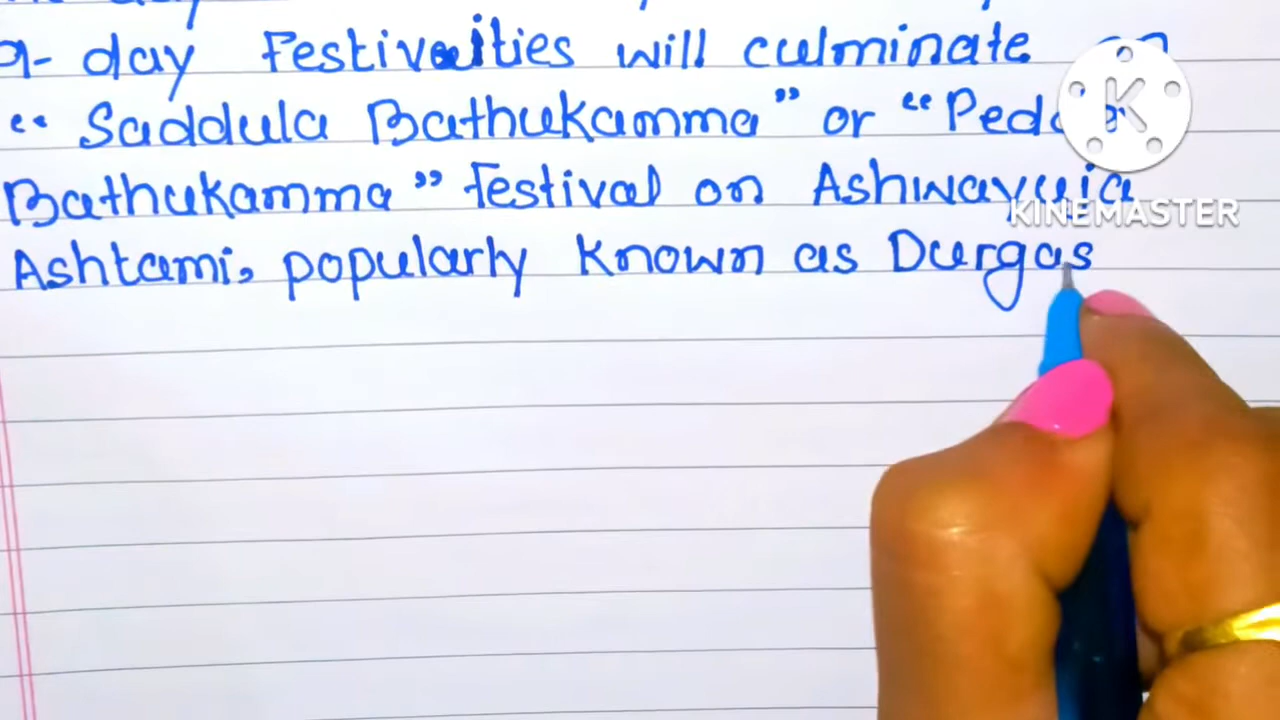 9- day Festivities will culminate on
“ Saddula Bathukamma ” or “ Pedda
Bathukamma ” festival on Ashwayuja
Ashtami, popularly known as Durgas
KINEMASTER